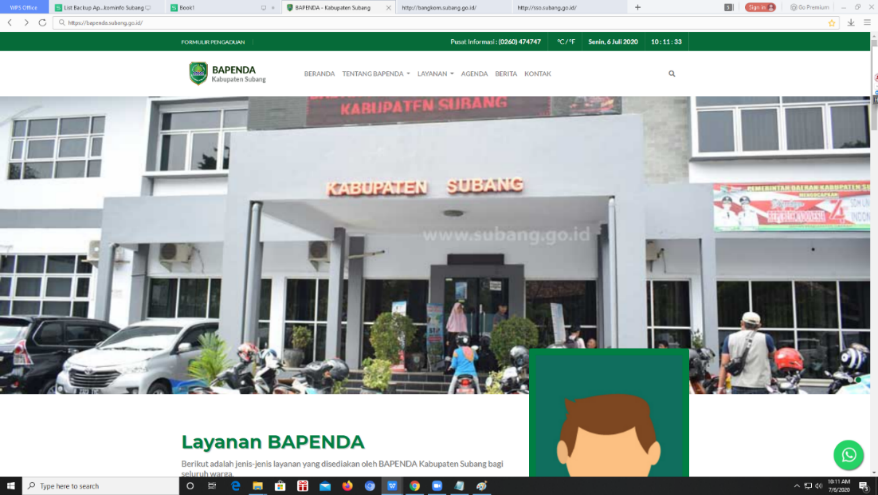 WPS Office
List Backup Ap...kominfo Subang
Book1
BAPENDA – Kabupaten Subang
http://tsingkom.subang.go.id/
http://sso.subang.go.id/
Sign in
Go Premium
https://bapenda.subang.go.id/
FORMULIR PENGADUAN
Pusat Informasi : (0260) 474747
°C / °F
Senin, 6 Juli 2020
10 : 11 : 33
BAPENDA
Kabupaten Subang
BERANDA
TENTANG BAPENDA
LAYANAN
AGENDA
BERITA
KONTAK
KABUPATEN SUBANG
KABUPATEN SUBANG
www.subang.go.id
PEMERINTAH DAERAH KABUPATEN
Layanan BAPENDA
Berikut adalah jenis-jenis layanan yang disediakan oleh BAPENDA Kabupaten Subang bagi
seluruh warga.
Type here to search
10:11 AM
7/6/2020